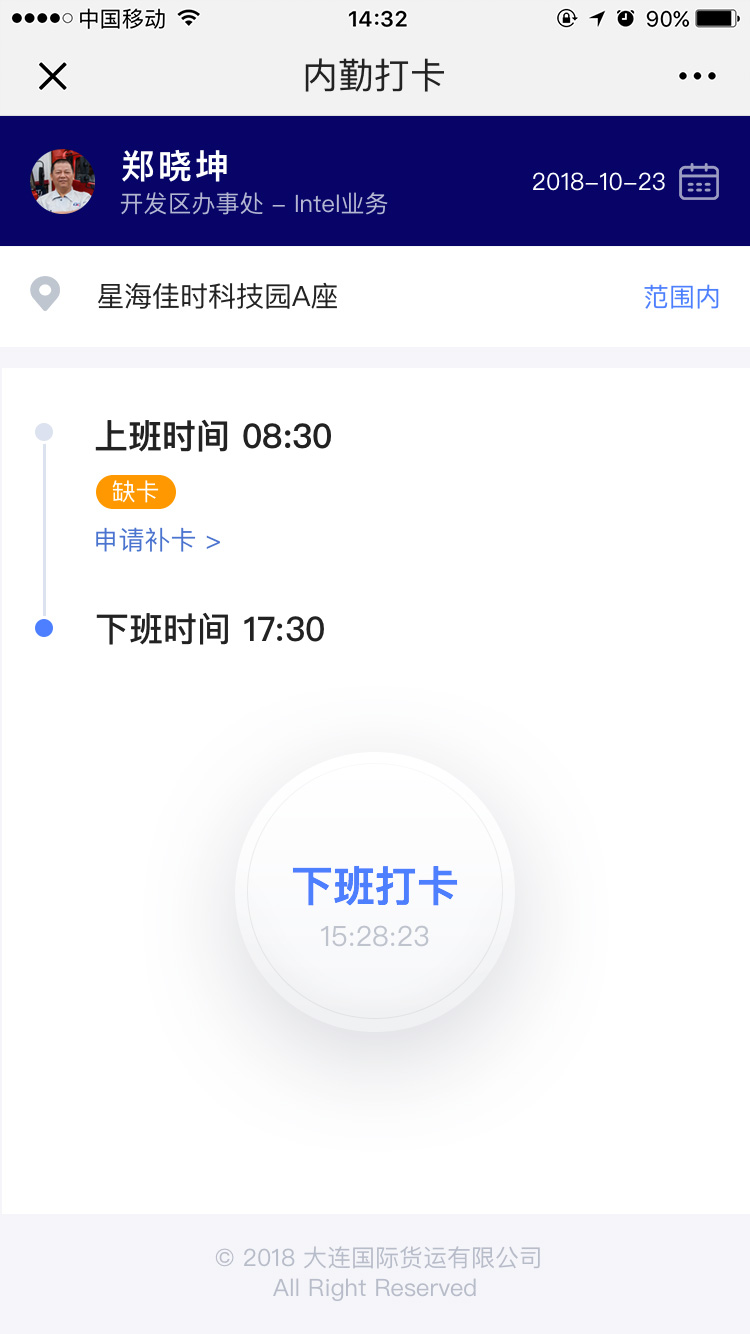 中国移动 14:32 90%
内勤打卡
郑晓坤
开发区办事处 – Intel业务
2018–10–23
星海佳时科技园A座 范围内
上班时间 08:30
缺卡
申请补卡 >
下班时间 17:30
下班打卡
15:28:23
© 2018 大连国际货运有限公司
All Right Reserved